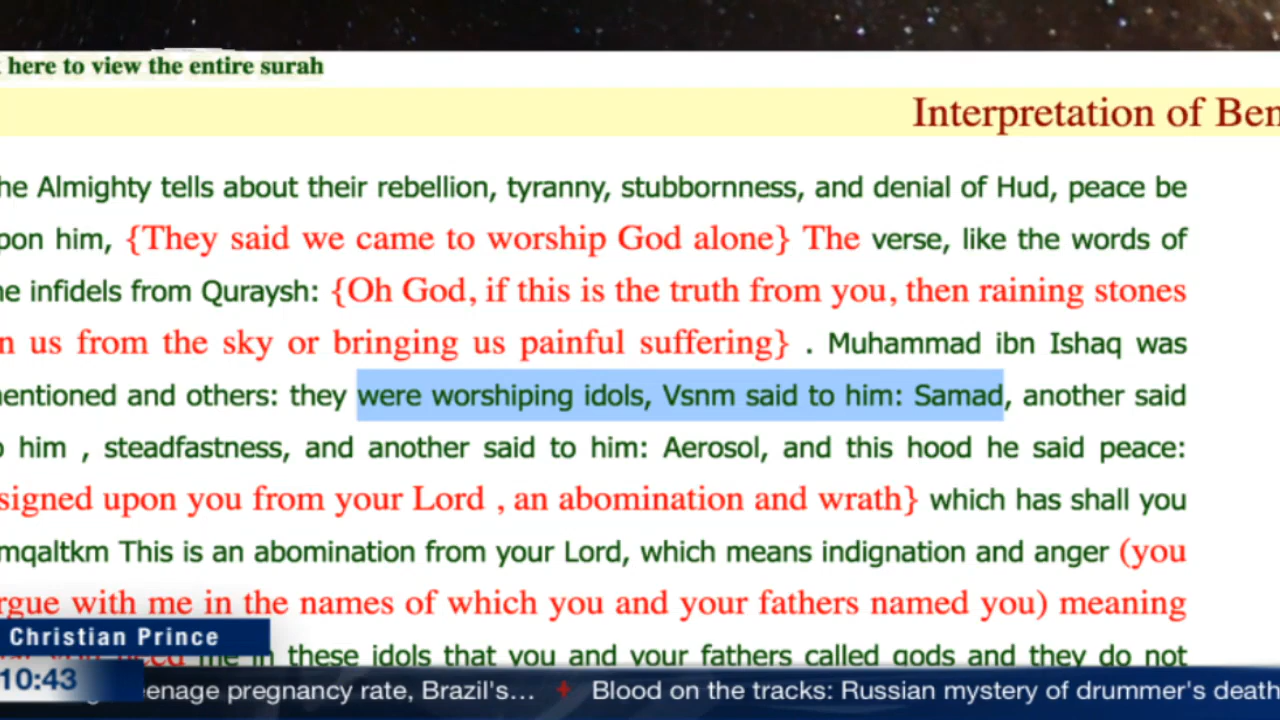 here to view the entire surah
Interpretation of Ben
he Almighty tells about their rebellion, tyranny, stubbornness, and denial of Hud, peace be
pon him, {They said we came to worship God alone} The verse, like the words of
he infidels from Quraysh: {Oh God, if this is the truth from you, then raining stones
n us from the sky or bringing us painful suffering} . Muhammad ibn Ishaq was
entioned and others: they were worshiping idols, Vsnm said to him: Samad, another said
o him , steadfastness, and another said to him: Aerosol, and this hood he said peace:
signed upon you from your Lord , an abomination and wrath} which has shall you
mqaltkm This is an abomination from your Lord, which means indignation and anger (you
rgue with me in the names of which you and your fathers named you) meaning
me in these idols that you and your fathers called gods and they do not
Christian Prince
10:43
enage pregnancy rate, Brazil's... Blood on the tracks: Russian mystery of drummer's death